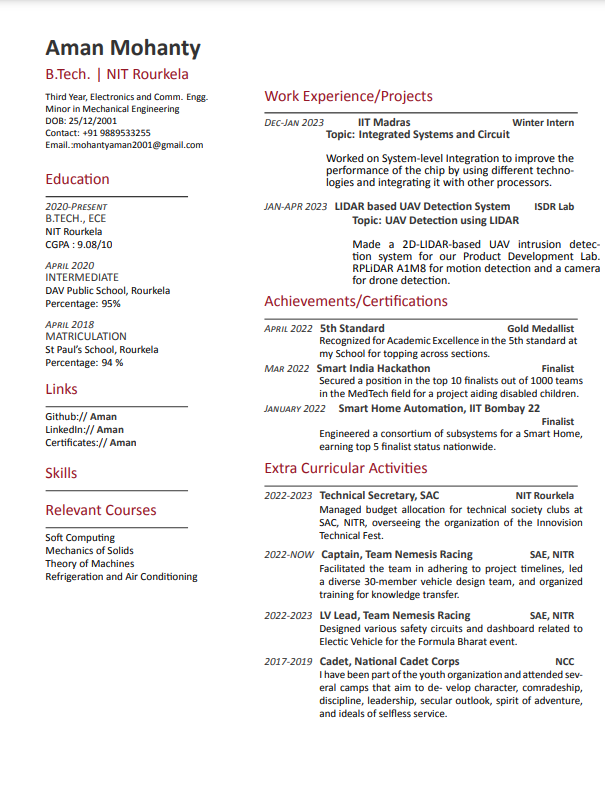 Aman Mohanty
B.Tech. | NIT Rourkela
Third Year, Electronics and Comm. Engg.
Minor in Mechanical Engineering
DOB: 25/12/2001
Contact: +91 9889533255
Email.:mohantyaman2001@gmail.com
Education
2020-Present
B.TECH., ECE
NIT Rourkela
CGPA : 9.08/10
April 2020
INTERMEDIATE
DAV Public School, Rourkela
Percentage: 95%
April 2018
MATRICULATION
St Paul's School, Rourkela
Percentage: 94 %
Links
Github:// Aman
LinkedIn:// Aman
Certificates:// Aman
Skills
Relevant Courses
Soft Computing
Mechanics of Solids
Theory of Machines
Refrigeration and Air Conditioning
Work Experience/Projects
Dec-Jan 2023 IIT Madras Winter Intern
Topic: Integrated Systems and Circuit
Worked on System-level Integration to improve the
performance of the chip by using different techno-
logies and integrating it with other processors.
Jan-Apr 2023 LIDAR based UAV Detection System ISDR Lab
Topic: UAV Detection using LIDAR
Made a 2D-LIDAR-based UAV intrusion detec-
tion system for our Product Development Lab.
RPLiDAR A1M8 for motion detection and a camera
for drone detection.
Achievements/Certifications
April 2022 5th Standard Gold Medallist
Recognized for Academic Excellence in the 5th standard at
my School for topping across sections.
Mar 2022 Smart India Hackathon Finalist
Secured a position in the top 10 finalists out of 1000 teams
in the MedTech field for a project aiding disabled children.
January 2022 Smart Home Automation, IIT Bombay 22
Finalist
Engineered a consortium of subsystems for a Smart Home,
earning top 5 finalist status nationwide.
Extra Curricular Activities
2022-2023 Technical Secretary, SAC NIT Rourkela
Managed budget allocation for technical society clubs at
SAC, NITR, overseeing the organization of the Innovision
Technical Fest.
2022-Now Captain, Team Nemesis Racing SAE, NITR
Facilitated the team in adhering to project timelines, led
a diverse 30-member vehicle design team, and organized
training for knowledge transfer.
2022-2023 LV Lead, Team Nemesis Racing SAE, NITR
Designed various safety circuits and dashboard related to
Electic Vehicle for the Formula Bharat event.
2017-2019 Cadet, National Cadet Corps NCC
I have been part of the youth organization and attended sev-
eral camps that aim to de- velop character, comradeship,
discipline, leadership, secular outlook, spirit of adventure,
and ideals of selfless service.